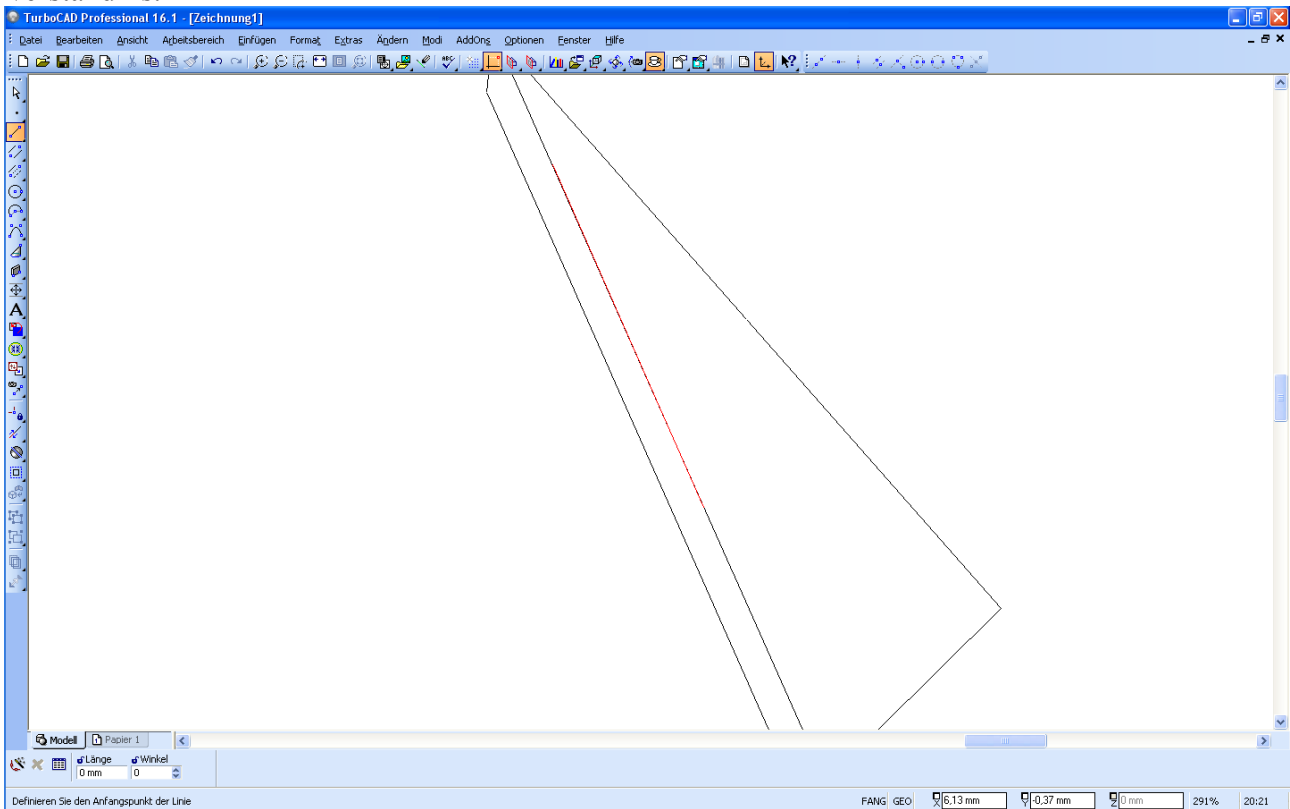 TurboCAD Professional 16.1 - [Zeichnung1]
Datei Bearbeiten Ansicht Arbeitsbereich Einfügen Format Extras Ändern Modi AddOns Optionen Fenster Hilfe
Modell Papier 1
Länge Winkel
0 mm 0
Definieren Sie den Anfangspunkt der Linie FANG GEO X 6,13 mm Y -0,37 mm Z 0 mm 291% 20:21